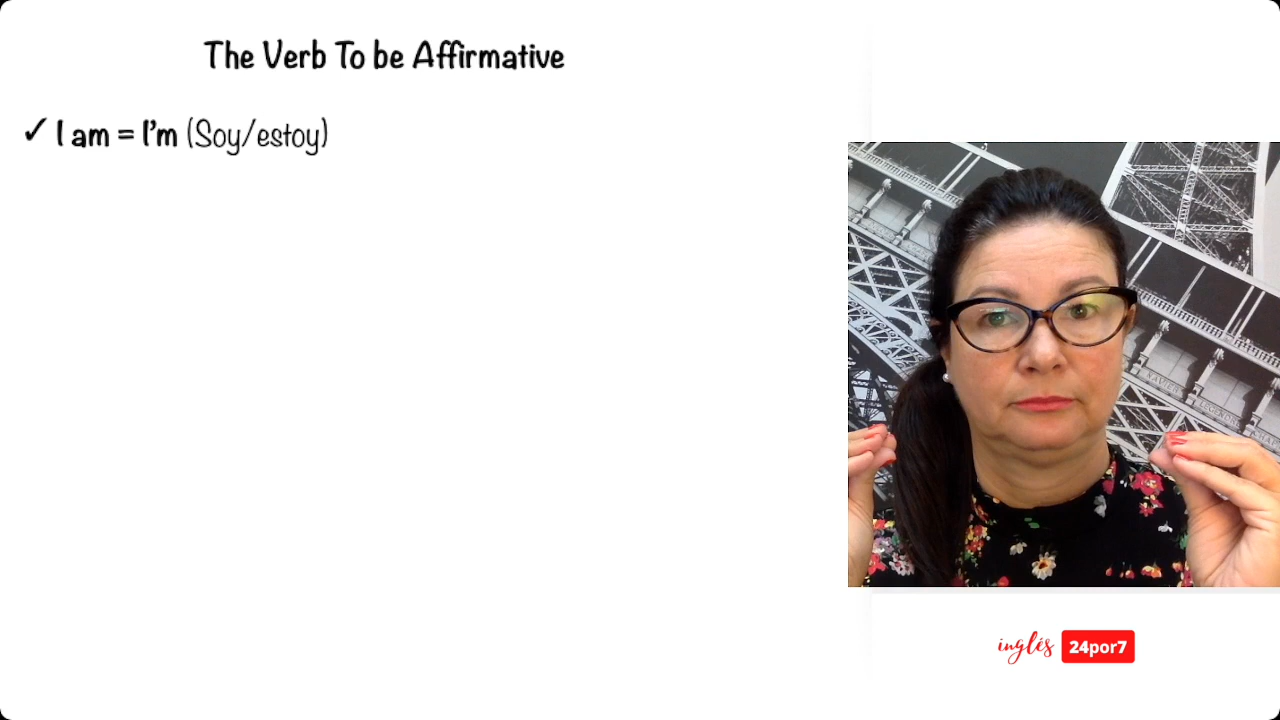 The Verb To be Affirmative
✓ I am = I'm (Soy/estoy)
inglés 24por7